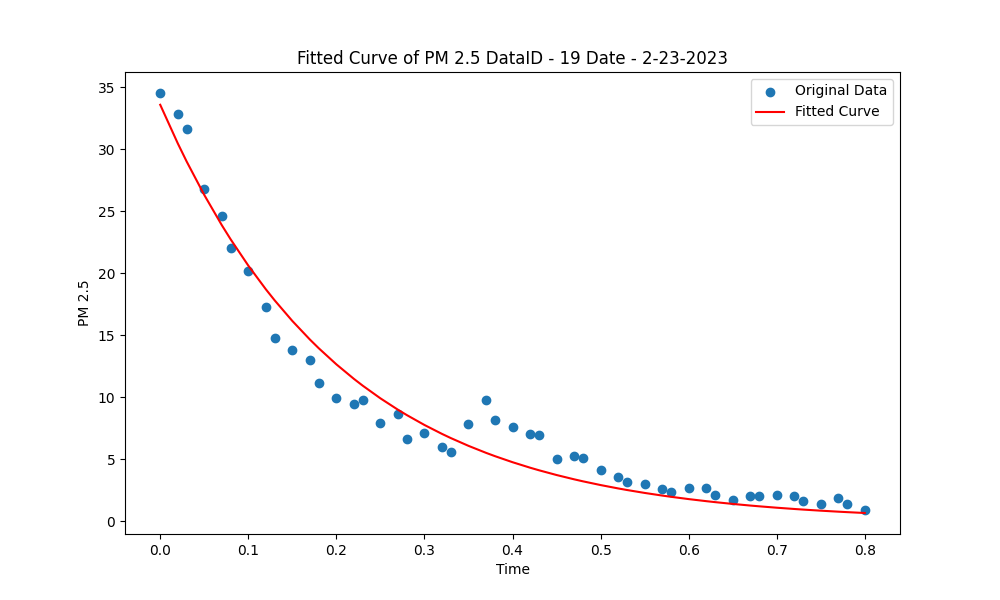 Fitted Curve of PM 2.5 DataID - 19 Date - 2-23-2023
Original Data
Fitted Curve
35
30
25
20
15
10
5
0
PM 2.5
0.0 0.1 0.2 0.3 0.4 0.5 0.6 0.7 0.8
Time